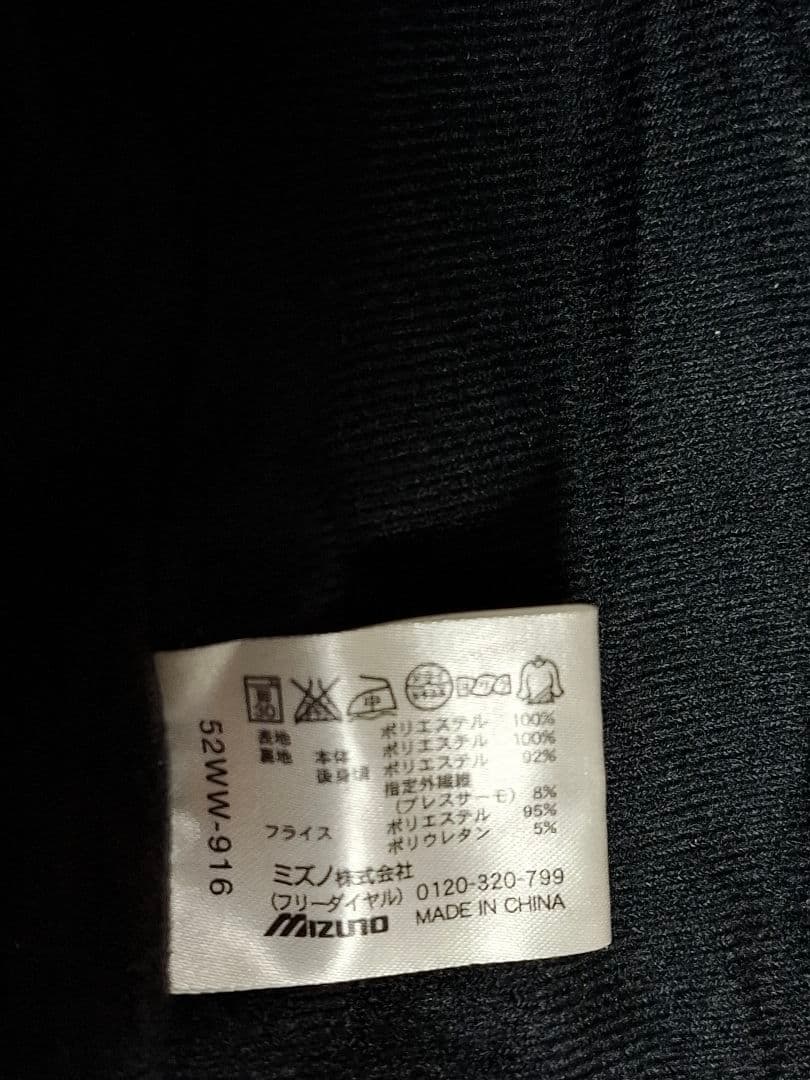 中
表地 ポリエステル 100%
裏地 本体 ポリエステル 100%
後身頃 ポリエステル 92%
指定外繊維
(ブレスサーモ) 8%
フライス ポリエステル 95%
ポリウレタン 5%
ミズノ株式会社
(フリーダイヤル) 0120-320-799
MIZUNO MADE IN CHINA
52WW-916